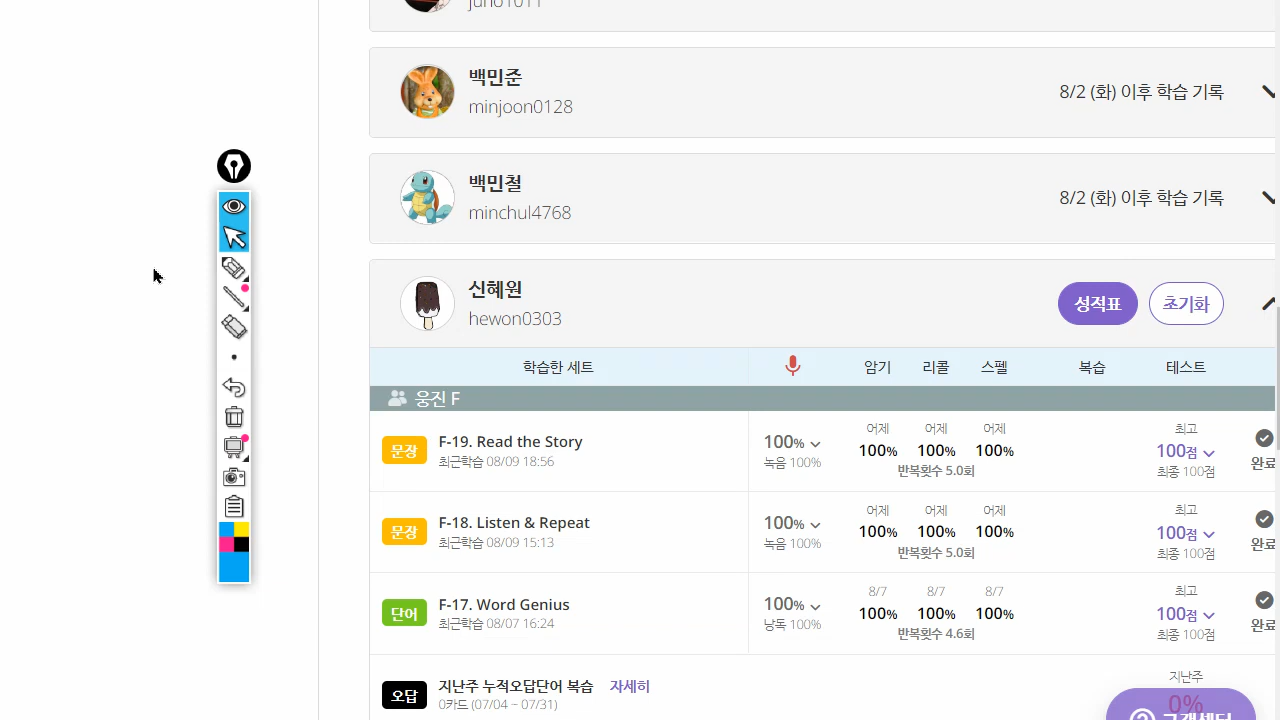 juho1011
백민준
minjoon0128
8/2 (화) 이후 학습 기록
백민철
minchul4768
8/2 (화) 이후 학습 기록
신혜원
hewon0303
성적표 초기화
학습한 세트 암기 리콜 스펠 복습 테스트
웅진 F
문장 F-19. Read the Story
최근학습 08/09 18:56
100% 녹음 100%
어제 어제 어제
100% 100% 100%
반복횟수 5.0회
최고
100점
최종 100점
완료
문장 F-18. Listen & Repeat
최근학습 08/09 15:13
100% 녹음 100%
어제 어제 어제
100% 100% 100%
반복횟수 5.0회
최고
100점
최종 100점
완료
단어 F-17. Word Genius
최근학습 08/07 16:24
100% 낭독 100%
8/7 8/7 8/7
100% 100% 100%
반복횟수 4.6회
최고
100점
최종 100점
완료
오답 지난주 누적오답단어 복습 자세히
0카드 (07/04 ~ 07/31)
지난주
0%
고객센터